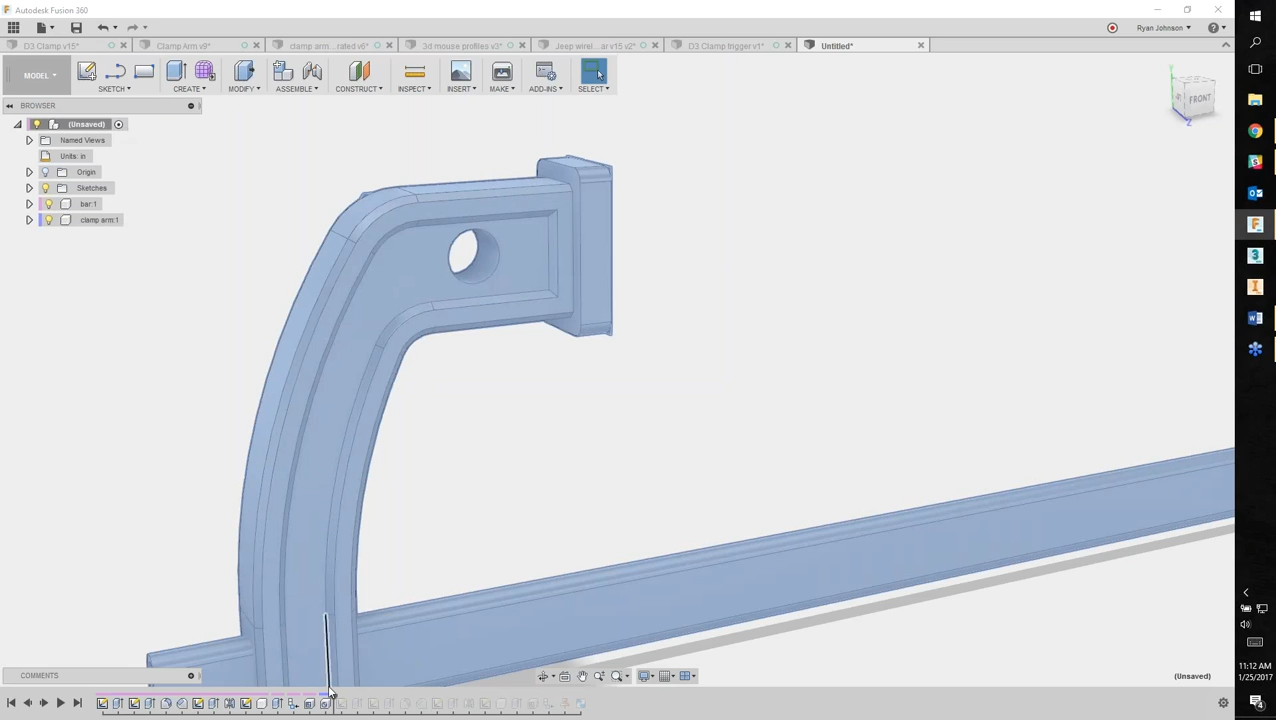 Autodesk Fusion 360
Ryan Johnson
D3 Clamp v15*
Clamp Arm v9*
clamp arm...rated v6*
3d mouse profiles v3*
Jeep wirel...ar v15 v2*
D3 Clamp trigger v1*
Untitled*
MODEL
SKETCH
CREATE
MODIFY
ASSEMBLE
CONSTRUCT
INSPECT
INSERT
MAKE
ADD-INS
SELECT
BROWSER
(Unsaved)
Named Views
Units: in
Origin
Sketches
bar:1
clamp arm:1
Y
FRONT
Z
COMMENTS
(Unsaved)
11:12 AM
1/25/2017
4